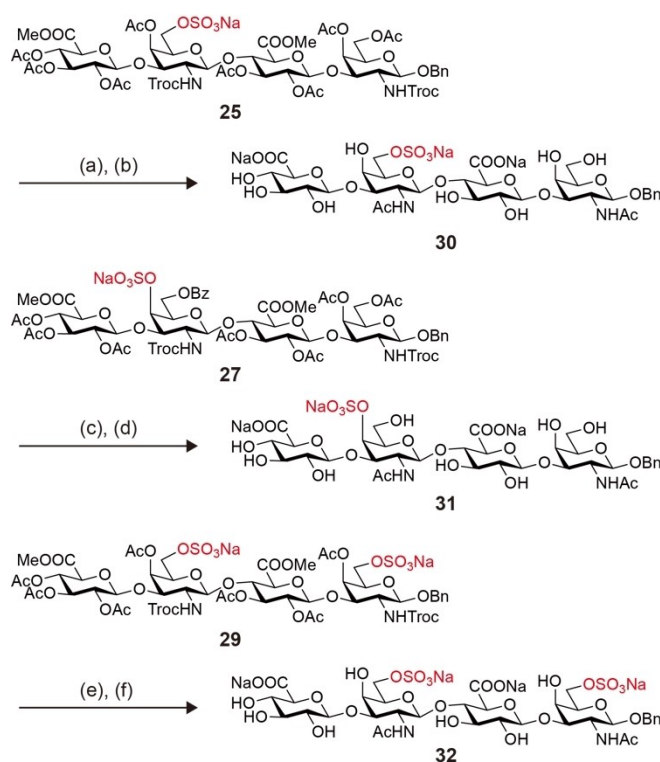 AcO OSO3Na
MeOOC O O COOMe AcO OAc
AcO AcO O O O O O O OBn
OAc TrocHN AcO OAc NHTroc
25
(a), (b)
NaOOC HO OSO3Na COONa HO OH
HO HO O O O O O O O OBn
OH AcHN HO OH NHAc
30
NaO3SO OBz
MeOOC O O COOMe AcO OAc
AcO AcO O O O O O O OBn
OAc TrocHN AcO OAc NHTroc
27
(c), (d)
NaO3SO
NaOOC OH COONa HO OH
HO HO O O O O O O O OBn
OH AcHN HO OH NHAc
31
AcO OSO3Na AcO OSO3Na
MeOOC O O COOMe
AcO AcO O O O O O O OBn
OAc TrocHN AcO OAc NHTroc
29
(e), (f)
NaOOC HO OSO3Na COONa HO OSO3Na
HO HO O O O O O O O OBn
OH AcHN HO OH NHAc
32